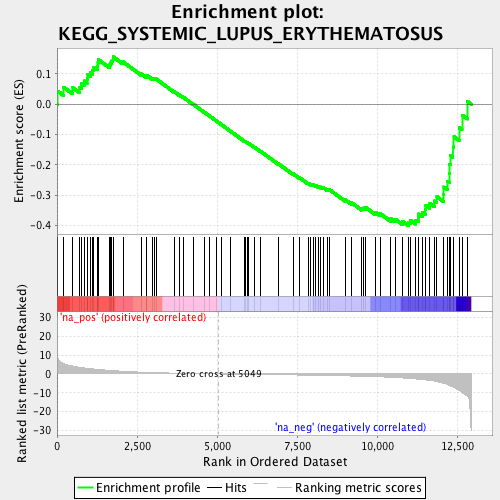 Enrichment plot:
KEGG_SYSTEMIC_LUPUS_ERYTHEMATOSUS
Enrichment score (ES)
0.1
0.0
-0.1
-0.2
-0.3
-0.4
'na_pos' (positively correlated)
Ranked list metric (PreRanked)
30
20
10
0
-10
-20
-30
Zero cross at 5049
'na_neg' (negatively correlated)
0
2,500
5,000
7,500
10,000
12,500
Rank in Ordered Dataset
Enrichment profile
Hits
Ranking metric scores